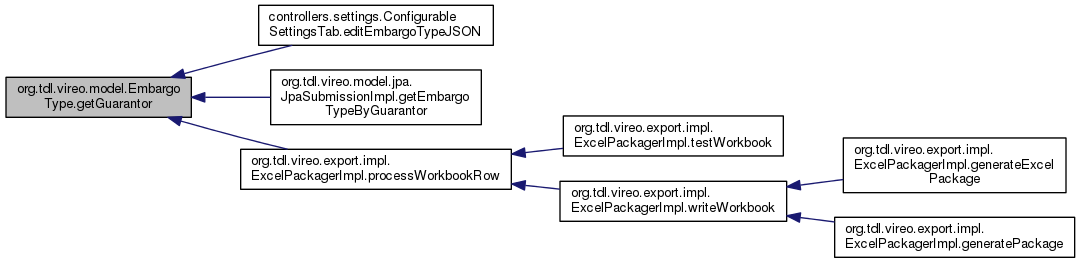 controllers.settings.Configurable
SettingsTab.editEmbargoTypeJSON
org.tdl.vireo.model.Embargo
Type.getGuarantor
org.tdl.vireo.model.jpa.
JpaSubmissionImpl.getEmbargo
TypeByGuarantor
org.tdl.vireo.export.impl.
ExcelPackagerImpl.processWorkbookRow
org.tdl.vireo.export.impl.
ExcelPackagerImpl.testWorkbook
org.tdl.vireo.export.impl.
ExcelPackagerImpl.writeWorkbook
org.tdl.vireo.export.impl.
ExcelPackagerImpl.generateExcel
Package
org.tdl.vireo.export.impl.
ExcelPackagerImpl.generatePackage